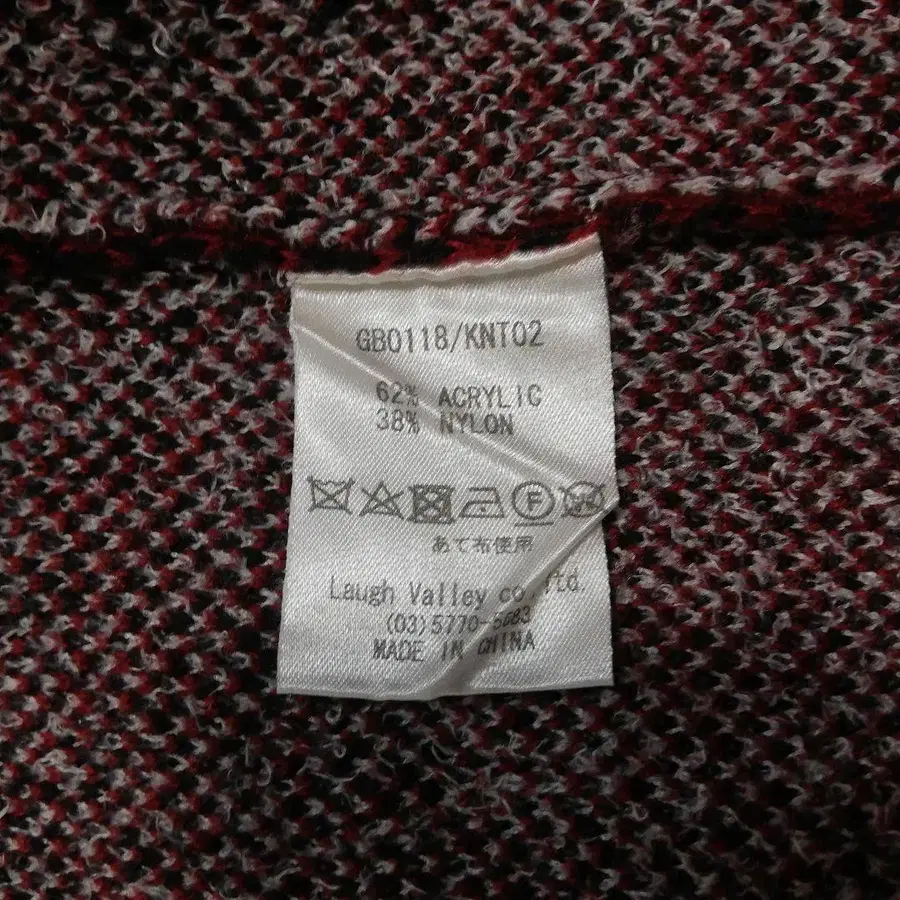 GB0118/KNT02
62% ACRYLIC
38% NYLON
F W
あて布使用
Laugh Valley co.,ltd.
(03)5770-5683
MADE IN CHINA